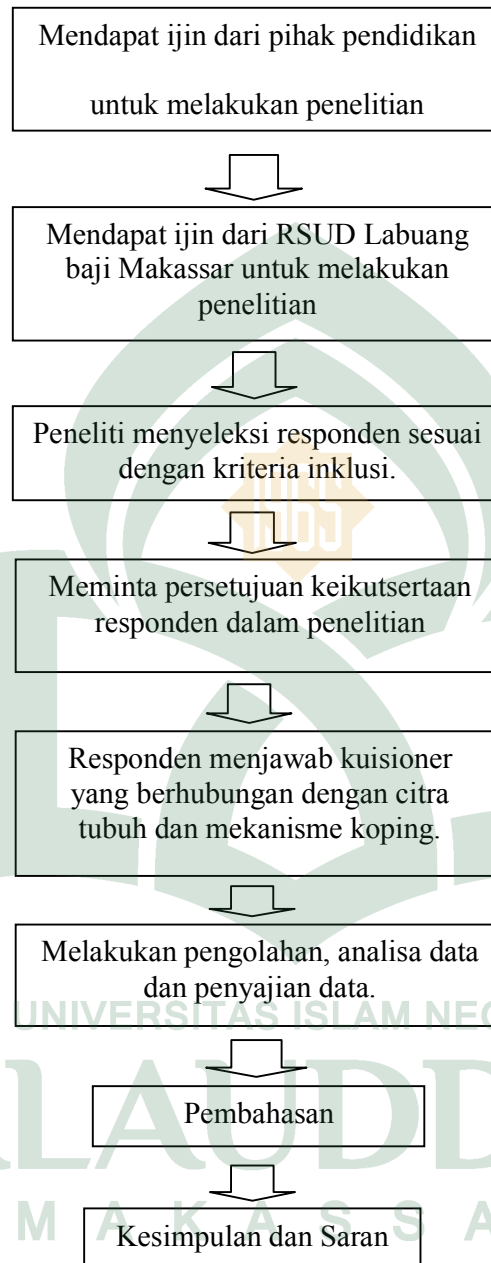 Mendapat ijin dari pihak pendidikan
untuk melakukan penelitian
Mendapat ijin dari RSUD Labuang
baji Makassar untuk melakukan
penelitian
Peneliti menyeleksi responden sesuai
dengan kriteria inklusi.
Meminta persetujuan keikutsertaan
responden dalam penelitian
Responden menjawab kuisioner
yang berhubungan dengan citra
tubuh dan mekanisme koping.
Melakukan pengolahan, analisa data
dan penyajian data.
UNIVERSITAS ISLAM NEG
Pembahasan
LAUDD
Kesimpulan dan Saran
M A K A S S A